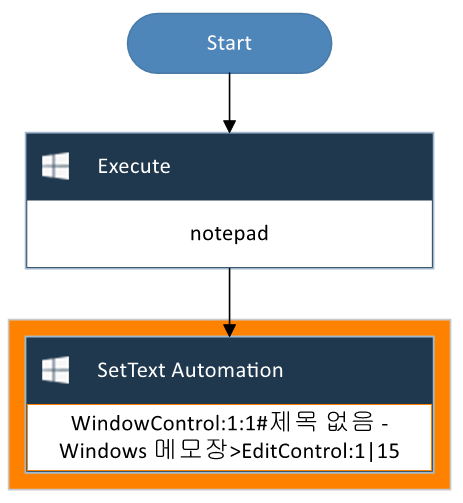 Start
Execute
notepad
SetText Automation
WindowControl:1:1#제목 없음 -
Windows 메모장>EditControl:1|15